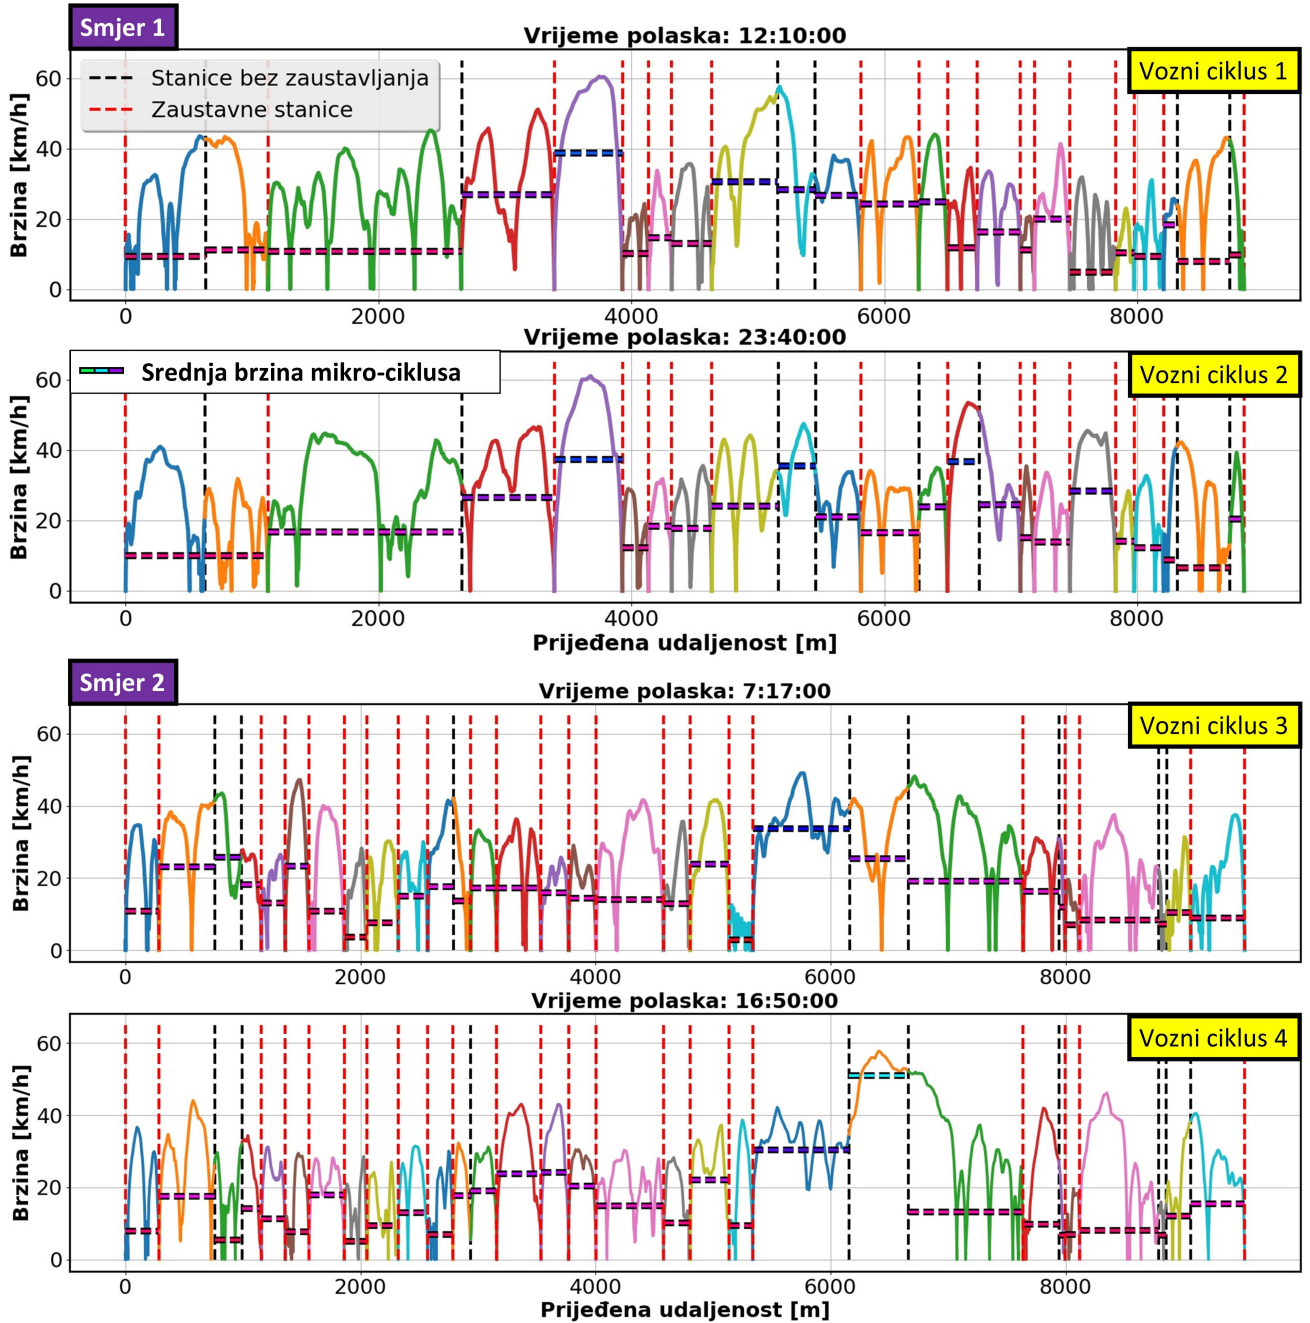 Smjer 1
Vrijeme polaska: 12:10:00
Vozni ciklus 1
Stanice bez zaustavljanja
Zaustavne stanice
Brzina [km/h]
60
40
20
0
0 2000 4000 6000 8000
Vrijeme polaska: 23:40:00
Vozni ciklus 2
Srednja brzina mikro-ciklusa
Brzina [km/h]
60
40
20
0
0 2000 4000 6000 8000
Prijeđena udaljenost [m]
Smjer 2
Vrijeme polaska: 7:17:00
Vozni ciklus 3
Brzina [km/h]
60
40
20
0
0 2000 4000 6000 8000
Vrijeme polaska: 16:50:00
Vozni ciklus 4
Brzina [km/h]
60
40
20
0
0 2000 4000 6000 8000
Prijeđena udaljenost [m]